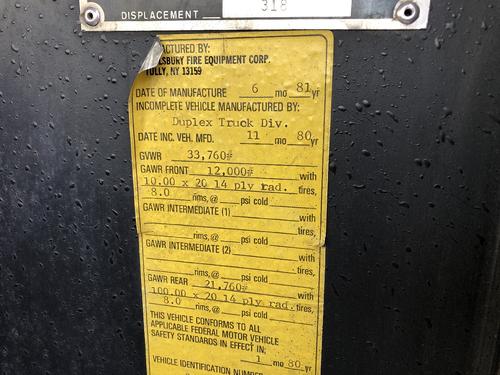 DISPLACEMENT 318
ACTURED BY:
LSBURY FIRE EQUIPMENT CORP.
TULLY, NY 13159
DATE OF MANUFACTURE 6 mo 81 yr
INCOMPLETE VEHICLE MANUFACTURED BY:
Duplex Truck Div.
DATE INC. VEH. MFD. 11 mo 80 yr
GVWR 33,760#
GAWR FRONT 12,000# with
10.00 x 20 14 ply rad. tires,
8.0 rims, @ psi cold
GAWR INTERMEDIATE (1) with
tires,
rims, @ psi cold
GAWR INTERMEDIATE (2) with
tires,
rims, @ psi cold
GAWR REAR 21,760# with
100.00 x 20 14 ply rad. tires,
8.0 rims, @ psi cold
THIS VEHICLE CONFORMS TO ALL
APPLICABLE FEDERAL MOTOR VEHICLE
SAFETY STANDARDS IN EFFECT IN:
1 mo 80 yr
VEHICLE IDENTIFICATION NUMBER